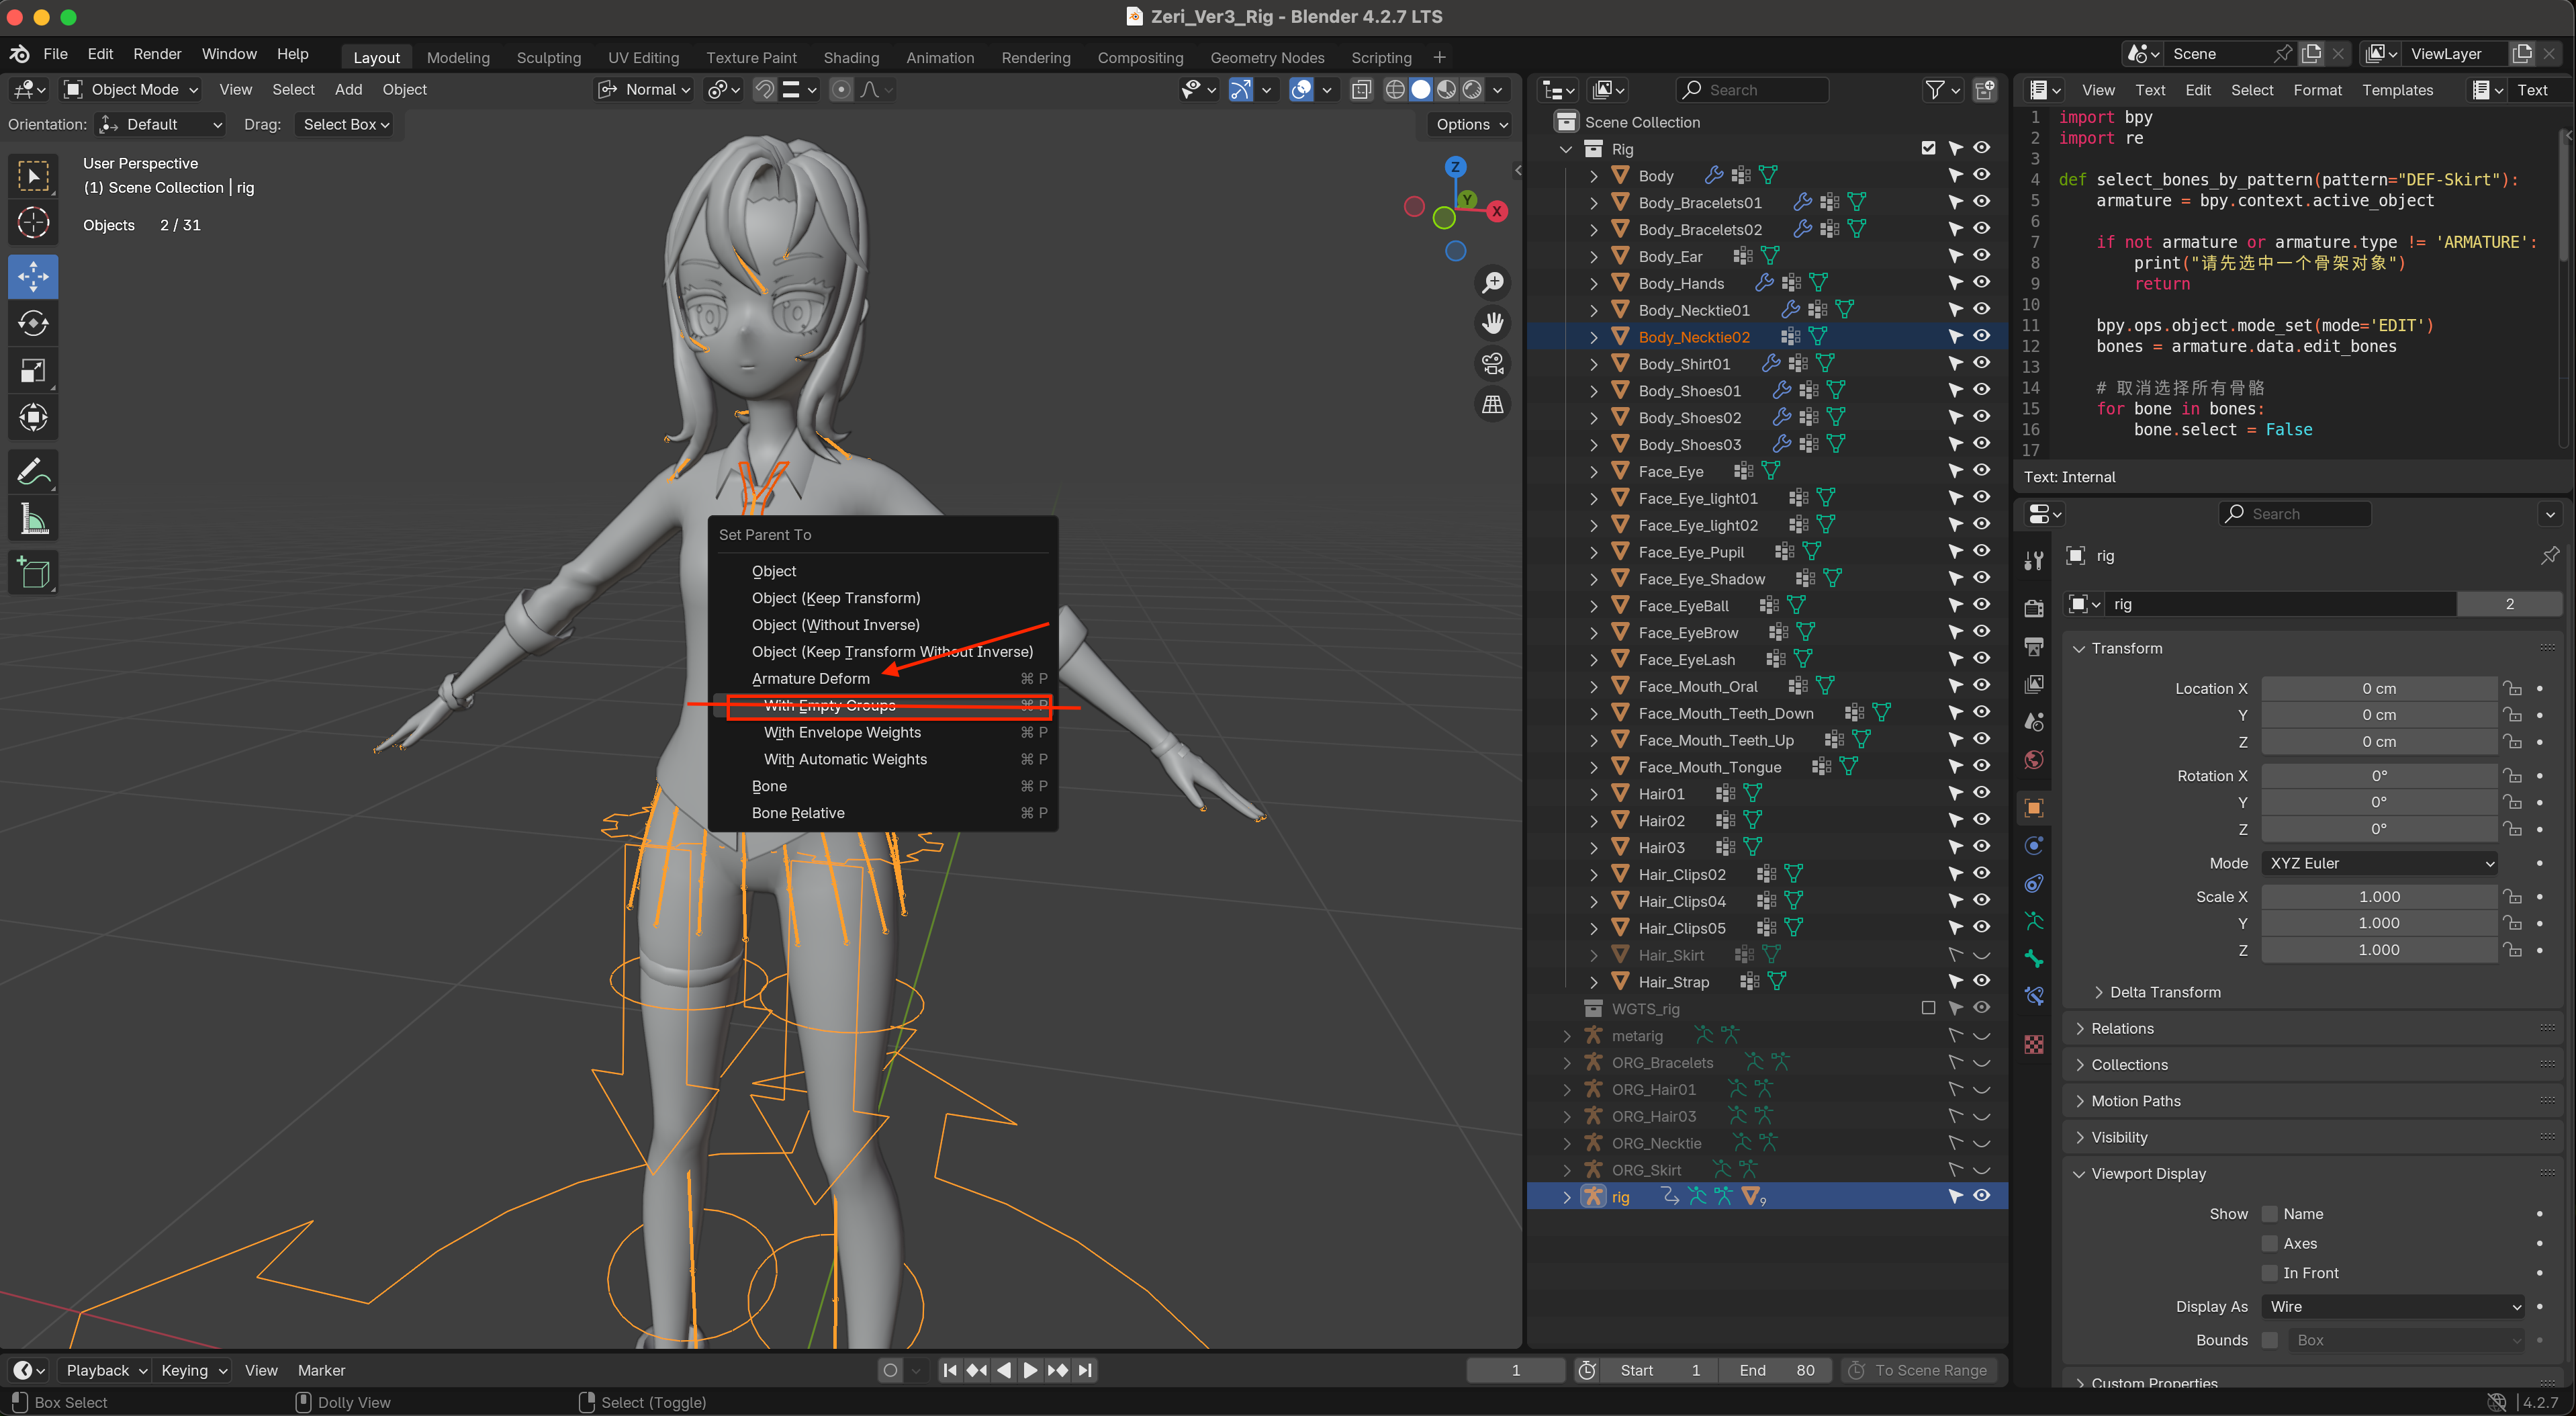 Zeri_Ver3_Rig - Blender 4.2.7 LTS
File Edit Render Window Help Layout Modeling Sculpting UV Editing Texture Paint Shading Animation Rendering Compositing Geometry Nodes Scripting + Scene ViewLayer
Object Mode View Select Add Object Normal
Orientation: Default Drag: Select Box Options
User Perspective
(1) Scene Collection | rig
Objects 2 / 31
Z
Y
X
Set Parent To
Object
Object (Keep Transform)
Object (Without Inverse)
Object (Keep Transform Without Inverse)
Armature Deform ⌘ P
With Empty Groups ⌘ P
With Envelope Weights ⌘ P
With Automatic Weights ⌘ P
Bone ⌘ P
Bone Relative ⌘ P
Search
Scene Collection
Rig
Body
Body_Bracelets01
Body_Bracelets02
Body_Ear
Body_Hands
Body_Necktie01
Body_Necktie02
Body_Shirt01
Body_Shoes01
Body_Shoes02
Body_Shoes03
Face_Eye
Face_Eye_light01
Face_Eye_light02
Face_Eye_Pupil
Face_Eye_Shadow
Face_EyeBall
Face_EyeBrow
Face_EyeLash
Face_Mouth_Oral
Face_Mouth_Teeth_Down
Face_Mouth_Teeth_Up
Face_Mouth_Tongue
Hair01
Hair02
Hair03
Hair_Clips02
Hair_Clips04
Hair_Clips05
Hair_Skirt
Hair_Strap
WGTS_rig
metarig
ORG_Bracelets
ORG_Hair01
ORG_Hair03
ORG_Necktie
ORG_Skirt
rig 9
View Text Edit Select Format Templates Text
1 import bpy
2 import re
3
4 def select_bones_by_pattern(pattern="DEF-Skirt"):
5 armature = bpy.context.active_object
6
7 if not armature or armature.type != 'ARMATURE':
8 print("请先选中一个骨架对象")
9 return
10
11 bpy.ops.object.mode_set(mode='EDIT')
12 bones = armature.data.edit_bones
13
14 # 取消选择所有骨骼
15 for bone in bones:
16 bone.select = False
17
Text: Internal
Search
rig
rig 2
Transform
Location X 0 cm
Y 0 cm
Z 0 cm
Rotation X 0°
Y 0°
Z 0°
Mode XYZ Euler
Scale X 1.000
Y 1.000
Z 1.000
Delta Transform
Relations
Collections
Motion Paths
Visibility
Viewport Display
Show Name
Axes
In Front
Display As Wire
Bounds Box
Custom Properties
Playback Keying View Marker 1 Start 1 End 80 To Scene Range
Box Select Dolly View Select (Toggle) 4.2.7